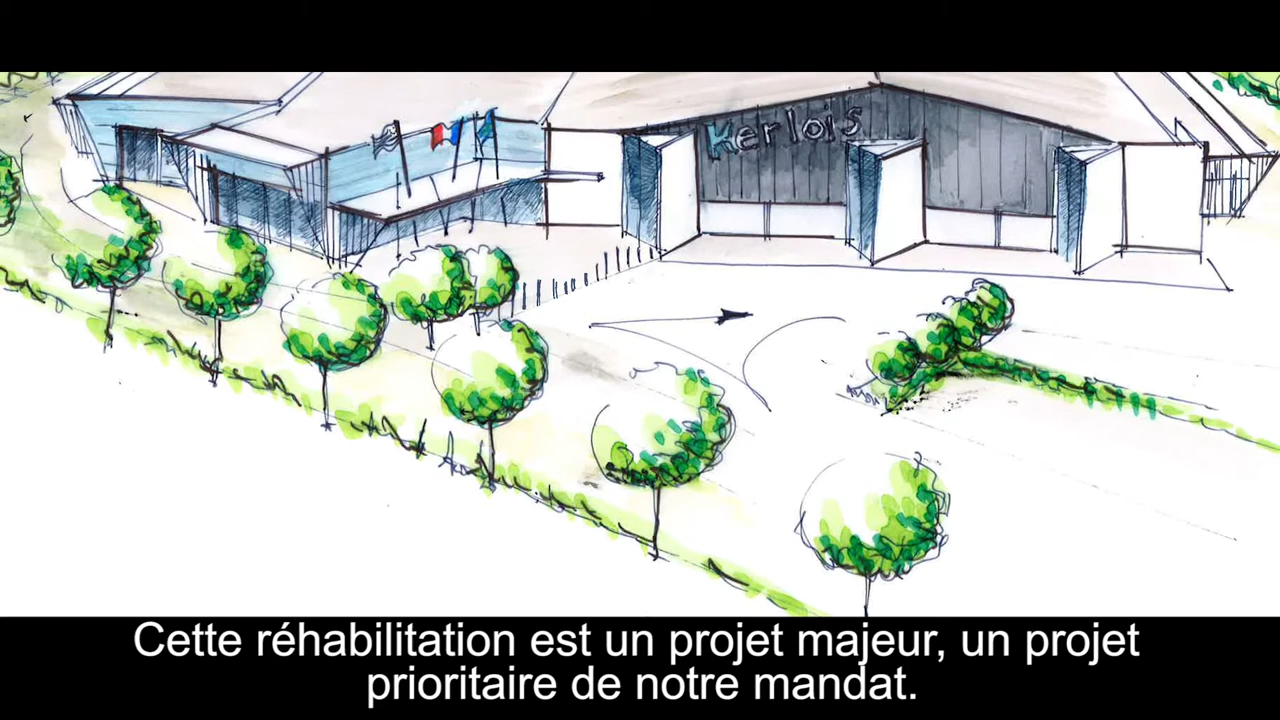 Kerlois
Cette réhabilitation est un projet majeur, un projet
prioritaire de notre mandat.